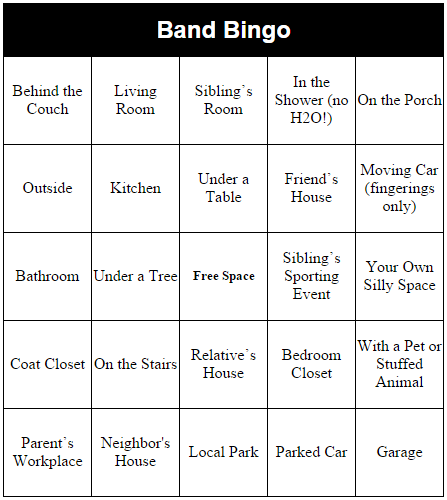 Band Bingo
Behind the
Couch
Living
Room
Sibling`s
Room
In the
Shower (no
H2O!)
On the Porch
Outside
Kitchen
Under a
Table
Friend`s
House
Moving Car
(fingerings
only)
Bathroom
Under a Tree
Free Space
Sibling`s
Sporting
Event
Your Own
Silly Space
Coat Closet
On the Stairs
Relative`s
House
Bedroom
Closet
With a Pet or
Stuffed
Animal
Parent`s
Workplace
Neighbor's
House
Local Park
Parked Car
Garage